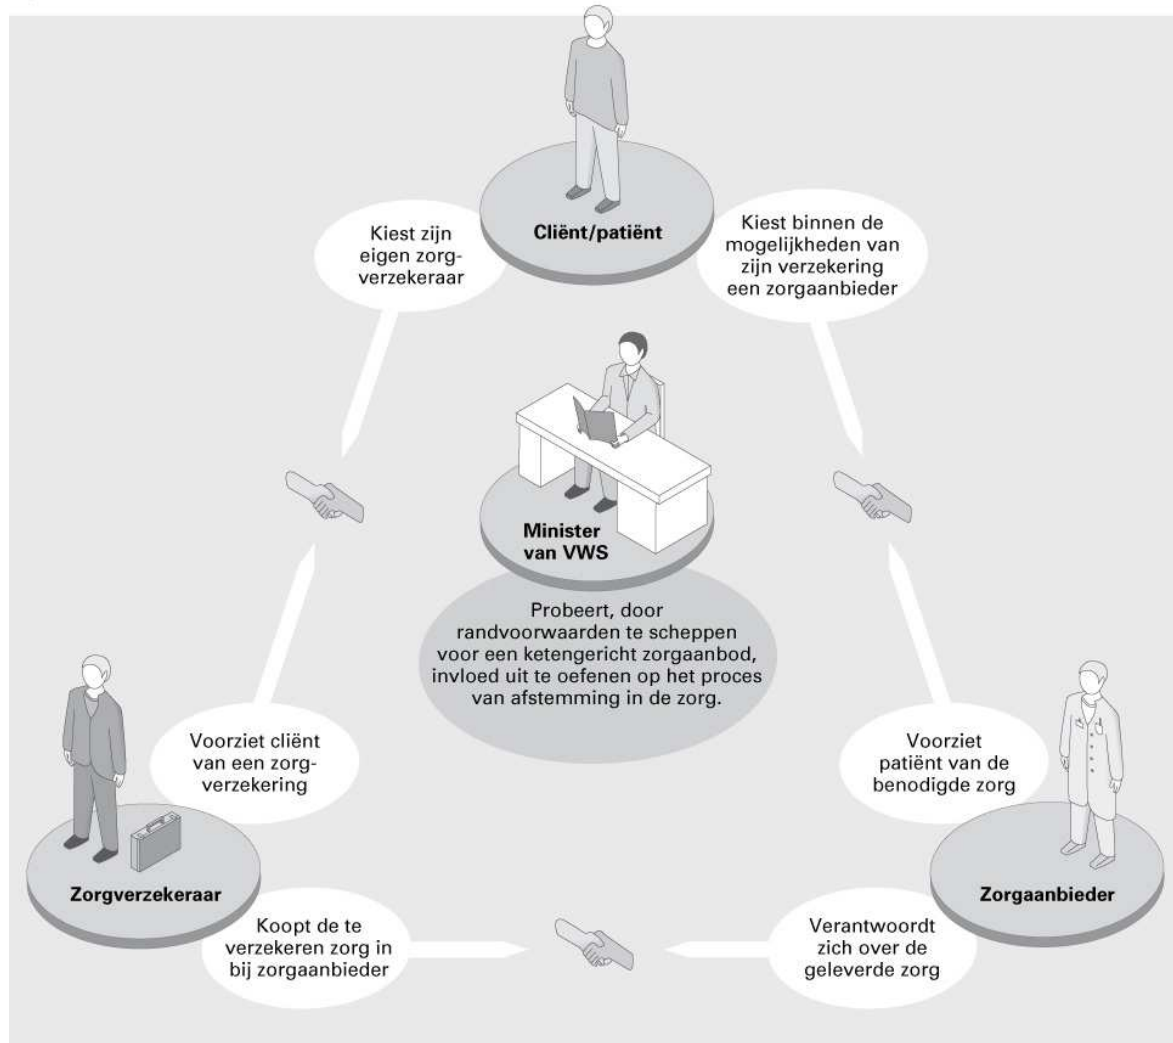 Cliënt/patiënt
Kiest zijn
eigen zorg-
verzekeraar
Kiest binnen de
mogelijkheden van
zijn verzekering
een zorgaanbieder
Minister
van VWS
Probeert, door
randvoorwaarden te scheppen
voor een ketengericht zorgaanbod,
invloed uit te oefenen op het proces
van afstemming in de zorg.
Voorziet cliënt
van een zorg-
verzekering
Voorziet
patiënt van de
benodigde zorg
Zorgverzekeraar
Zorgaanbieder
Koopt de te
verzekeren zorg in
bij zorgaanbieder
Verantwoordt
zich over de
geleverde zorg